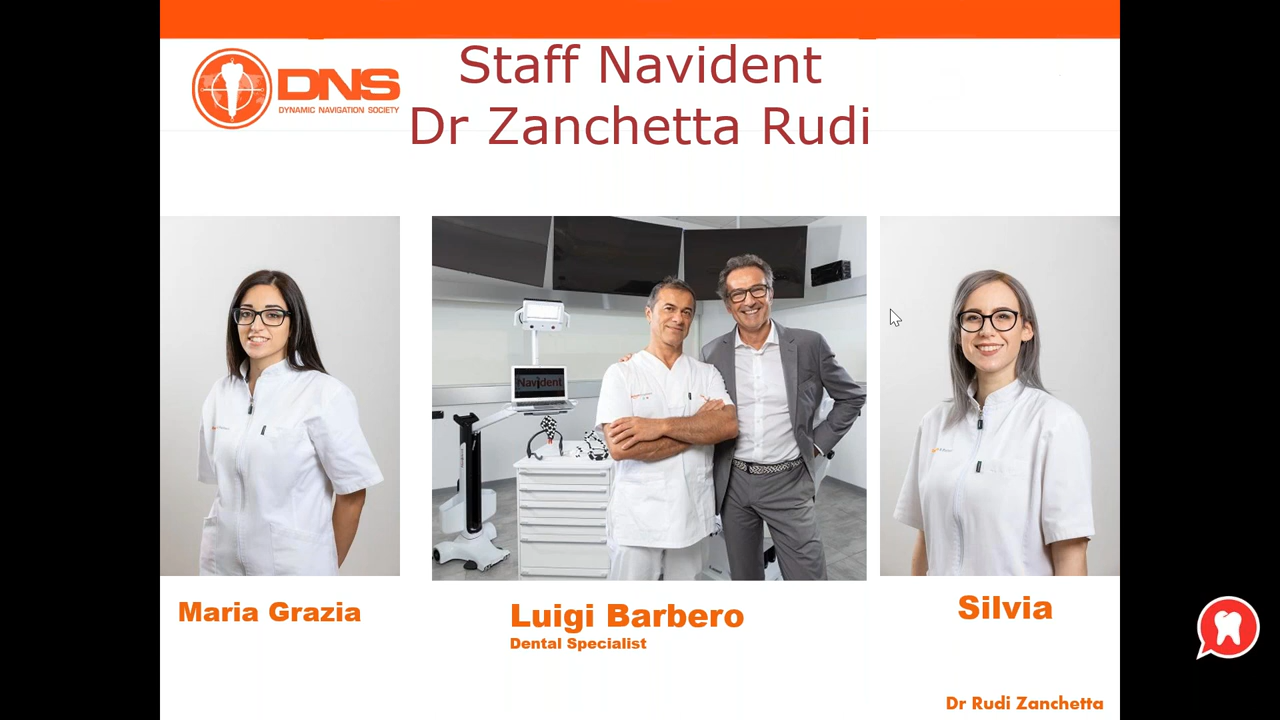 DNS
DYNAMIC NAVIGATION SOCIETY
Staff Navident
Dr Zanchetta Rudi
Navident
Maria Grazia
Luigi Barbero
Dental Specialist
Silvia
Dr Rudi Zanchetta